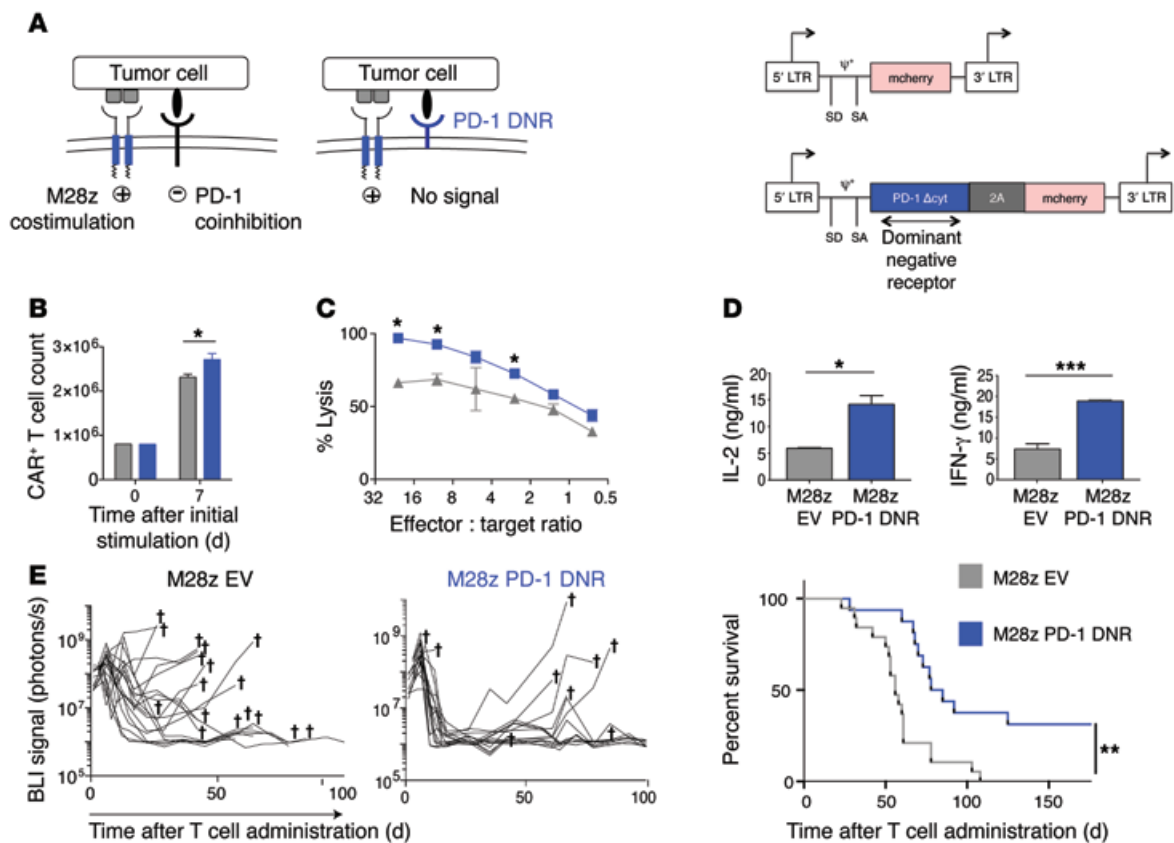 A
Tumor cell
Tumor cell
PD-1 DNR
M28z
costimulation
+
−
PD-1
coinhibition
+
No signal
5' LTR
ψ+
mcherry
3' LTR
SD
SA
5' LTR
ψ+
PD-1 Δcyt
2A
mcherry
3' LTR
SD
SA
Dominant
negative
receptor
B
CAR+ T cell count
3×10⁶
2×10⁶
1×10⁶
0
*
0
7
Time after initial
stimulation (d)
C
% Lysis
100
50
* * *
32 16 8 4 2 1 0.5
Effector : target ratio
D
IL-2 (ng/ml)
20
15
10
5
0
*
M28z
EV
M28z
PD-1 DNR
IFN-γ (ng/ml)
25
20
15
10
5
0
***
M28z
EV
M28z
PD-1 DNR
E
M28z EV
BLI signal (photons/s)
10⁹
10⁷
10⁵
† † † † † † † † † † † † † † †
0 50 100
M28z PD-1 DNR
10⁹
10⁷
10⁵
† † † † † † † † †
0 50 100
Time after T cell administration (d)
M28z EV
M28z PD-1 DNR
Percent survival
100
50
0
**
0 50 100 150
Time after T cell administration (d)